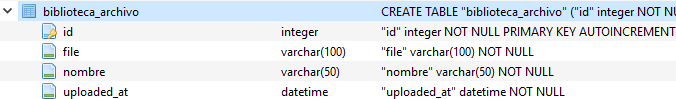 biblioteca_archivo CREATE TABLE "biblioteca_archivo" ("id" integer NOT NU
id integer "id" integer NOT NULL PRIMARY KEY AUTOINCREMENT
file varchar(100) "file" varchar(100) NOT NULL
nombre varchar(50) "nombre" varchar(50) NOT NULL
uploaded_at datetime "uploaded_at" datetime NOT NULL